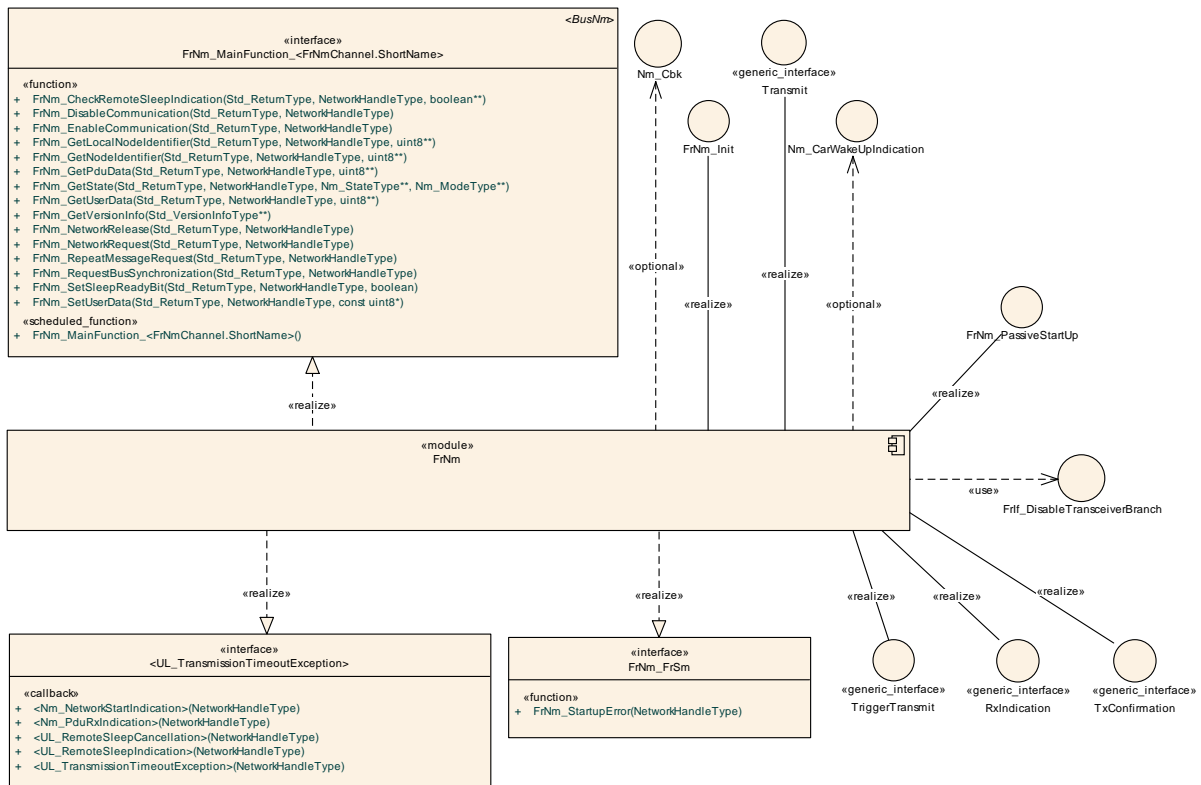 <BusNm>
«interface»
FrNm_MainFunction_<FrNmChannel.ShortName>
«function»
+ FrNm_CheckRemoteSleepIndication(Std_ReturnType, NetworkHandleType, boolean**)
+ FrNm_DisableCommunication(Std_ReturnType, NetworkHandleType)
+ FrNm_EnableCommunication(Std_ReturnType, NetworkHandleType)
+ FrNm_GetLocalNodeIdentifier(Std_ReturnType, NetworkHandleType, uint8**)
+ FrNm_GetNodeIdentifier(Std_ReturnType, NetworkHandleType, uint8**)
+ FrNm_GetPduData(Std_ReturnType, NetworkHandleType, uint8**)
+ FrNm_GetState(Std_ReturnType, NetworkHandleType, Nm_StateType**, Nm_ModeType**)
+ FrNm_GetUserData(Std_ReturnType, NetworkHandleType, uint8**)
+ FrNm_GetVersionInfo(Std_VersionInfoType**)
+ FrNm_NetworkRelease(Std_ReturnType, NetworkHandleType)
+ FrNm_NetworkRequest(Std_ReturnType, NetworkHandleType)
+ FrNm_RepeatMessageRequest(Std_ReturnType, NetworkHandleType)
+ FrNm_RequestBusSynchronization(Std_ReturnType, NetworkHandleType)
+ FrNm_SetSleepReadyBit(Std_ReturnType, NetworkHandleType, boolean)
+ FrNm_SetUserData(Std_ReturnType, NetworkHandleType, const uint8*)
«scheduled_function»
+ FrNm_MainFunction_<FrNmChannel.ShortName>()
Nm_Cbk
«generic_interface»
Transmit
FrNm_Init
Nm_CarWakeUpIndication
«optional»
«realize»
«realize»
«optional»
FrNm_PassiveStartUp
«realize»
«realize»
«module»
FrNm
«use»
FrIf_DisableTransceiverBranch
«realize»
«realize»
«realize»
«realize»
«realize»
«interface»
<UL_TransmissionTimeoutException>
«callback»
+ <Nm_NetworkStartIndication>(NetworkHandleType)
+ <Nm_PduRxIndication>(NetworkHandleType)
+ <UL_RemoteSleepCancellation>(NetworkHandleType)
+ <UL_RemoteSleepIndication>(NetworkHandleType)
+ <UL_TransmissionTimeoutException>(NetworkHandleType)
«interface»
FrNm_FrSm
«function»
+ FrNm_StartupError(NetworkHandleType)
«generic_interface»
TriggerTransmit
«generic_interface»
RxIndication
«generic_interface»
TxConfirmation